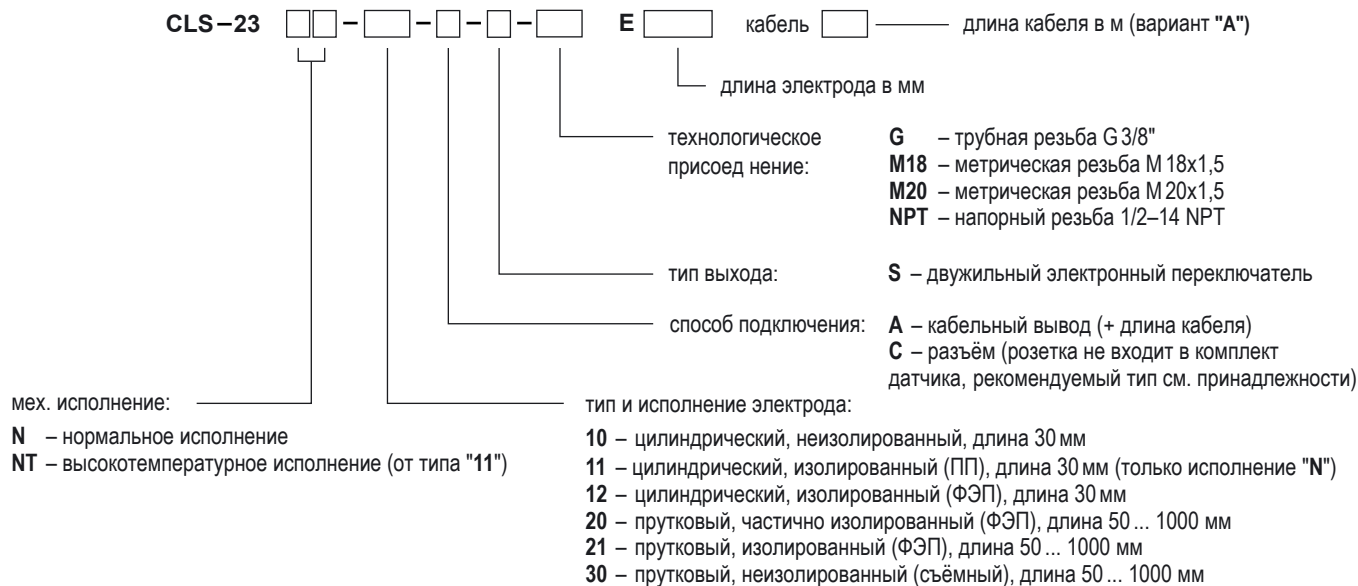 CLS–23 – – – – E кабель длина кабеля в м (вариант "A")
длина электрода в мм
технологическое
присоед нение:
G – трубная резьба G 3/8"
M18 – метрическая резьба M 18x1,5
M20 – метрическая резьба M 20x1,5
NPT – напорный резьба 1/2–14 NPT
тип выхода: S – двужильный электронный переключатель
способ подключения: A – кабельный вывод (+ длина кабеля)
C – разъём (розетка не входит в комплект
датчика, рекомендуемый тип см. принадлежности)
мех. исполнение:
N – нормальное исполнение
NT – высокотемпературное исполнение (от типа "11")
тип и исполнение электрода:
10 – цилиндрический, неизолированный, длина 30 мм
11 – цилиндрический, изолированный (ПП), длина 30 мм (только исполнение "N")
12 – цилиндрический, изолированный (ФЭП), длина 30 мм
20 – прутковый, частично изолированный (ФЭП), длина 50 ... 1000 мм
21 – прутковый, изолированный (ФЭП), длина 50 ... 1000 мм
30 – прутковый, неизолированный (съёмный), длина 50 ... 1000 мм